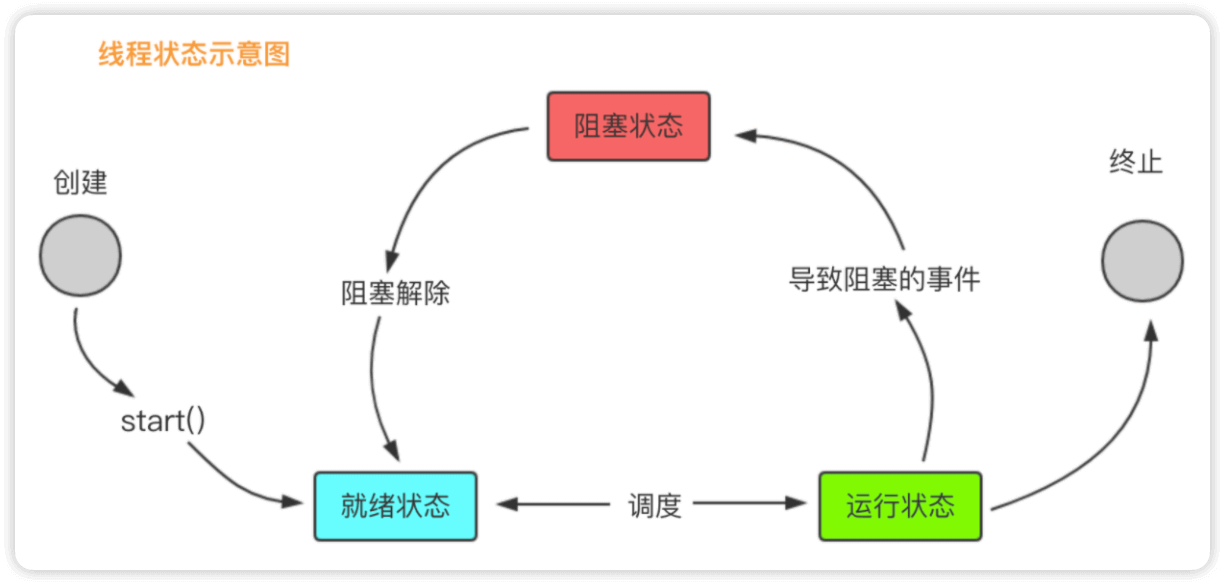 线程状态示意图
阻塞状态
终止
创建
导致阻塞的事件
阻塞解除
start()
就绪状态
调度
运行状态